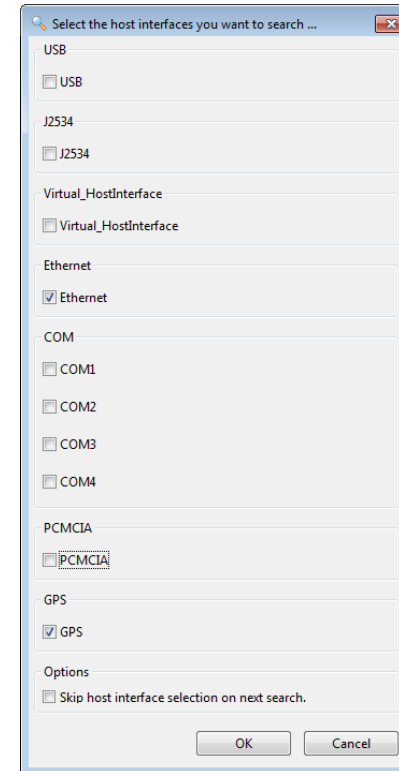 Select the host interfaces you want to search ...
USB
USB
J2534
J2534
Virtual_HostInterface
Virtual_HostInterface
Ethernet
Ethernet
COM
COM1
COM2
COM3
COM4
PCMCIA
PCMCIA
GPS
GPS
Options
Skip host interface selection on next search.
OK Cancel